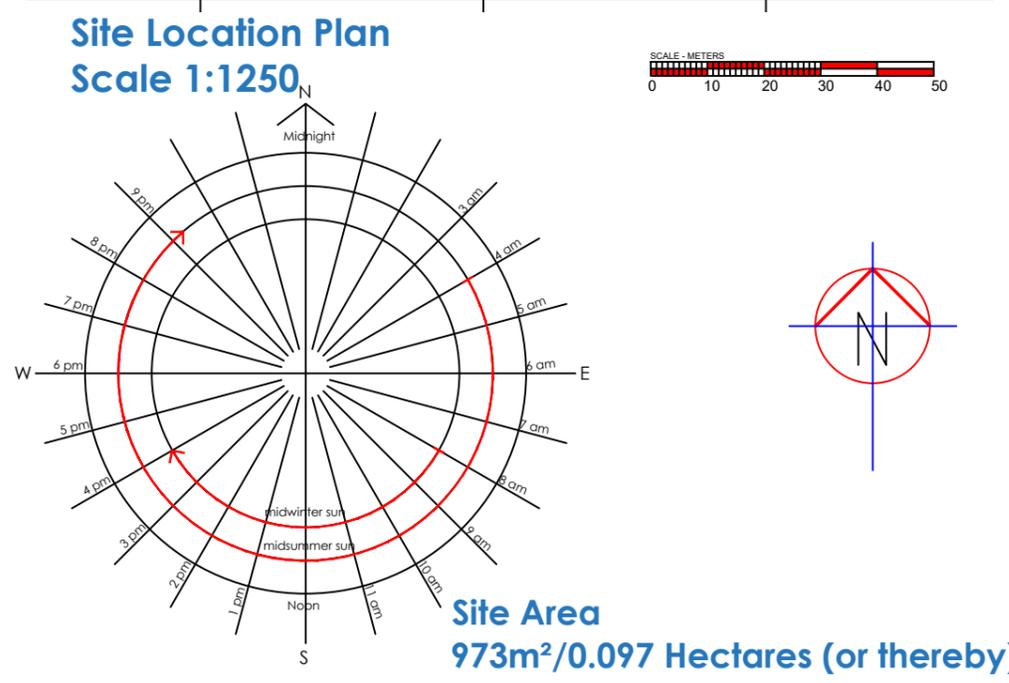 Site Location Plan
Scale 1:1250
SCALE - METERS
0 10 20 30 40 50
N
Midnight
9 pm
3 am
8 pm
4 am
7 pm
5 am
W
6 pm
6 am
E
N
5 pm
7 am
4 pm
8 am
midwinter sun
3 pm
midsummer sun
9 am
2 pm
10 am
1 pm
Noon
11 am
S
Site Area
973m²/0.097 Hectares (or thereby)